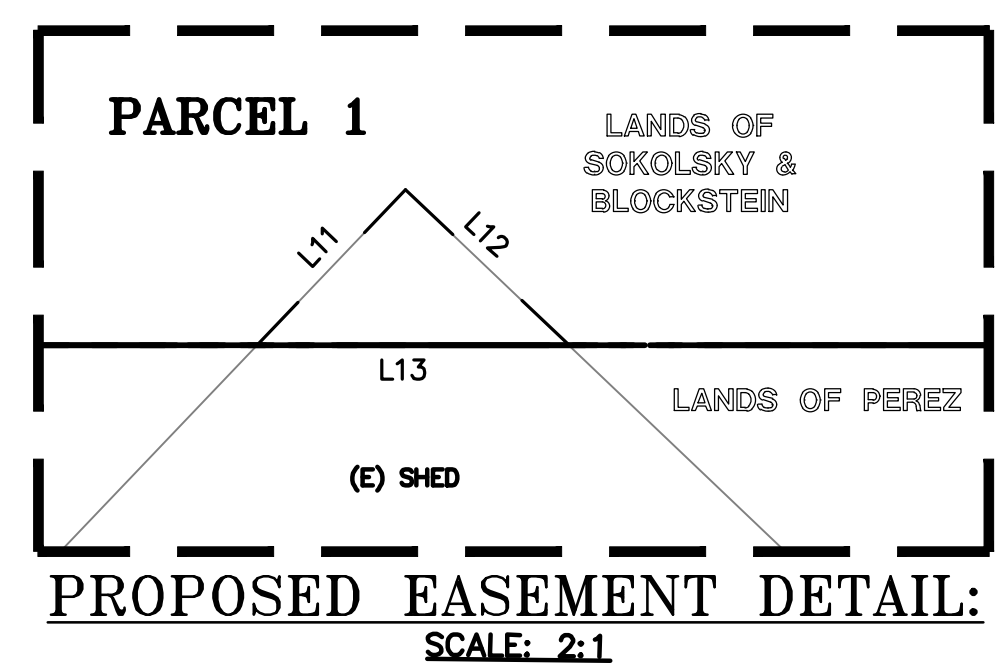 PARCEL 1
LANDS OF
SOKOLSKY &
BLOCKSTEIN
L11
L12
L13
LANDS OF PEREZ
(E) SHED
PROPOSED EASEMENT DETAIL:
SCALE: 2:1